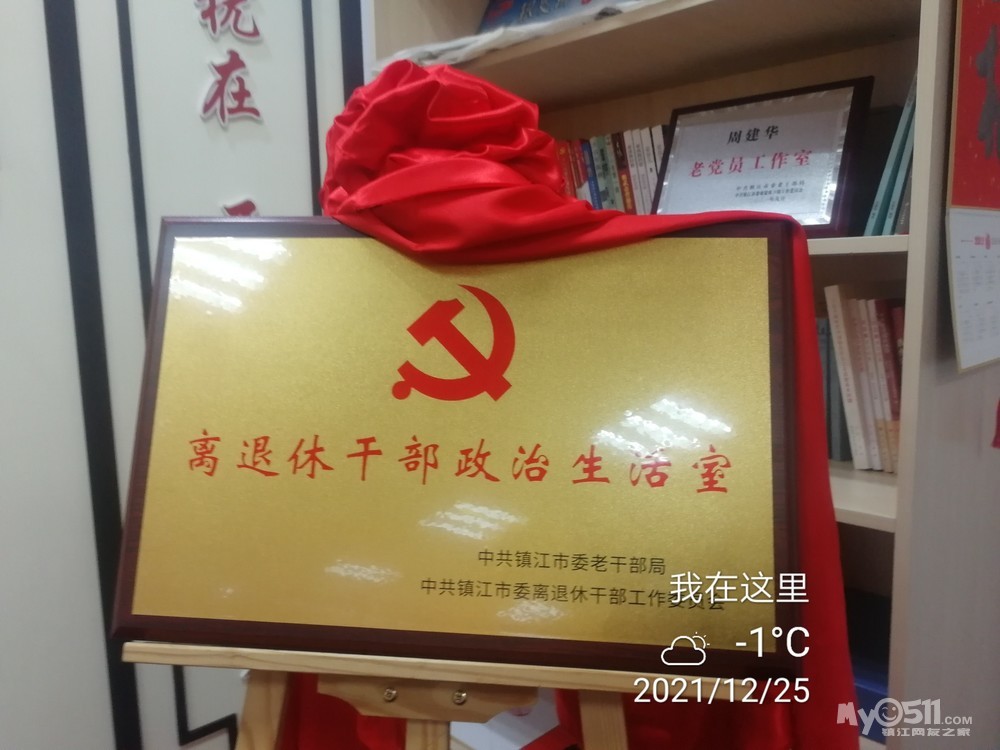 我在
周建华
老党员工作室
离退休干部政治生活室
中共镇江市委老干部局
中共镇江市委离退休干部工作委员会
我在这里
-1°C
2021/12/25
My0511.COM
镇江网友之家